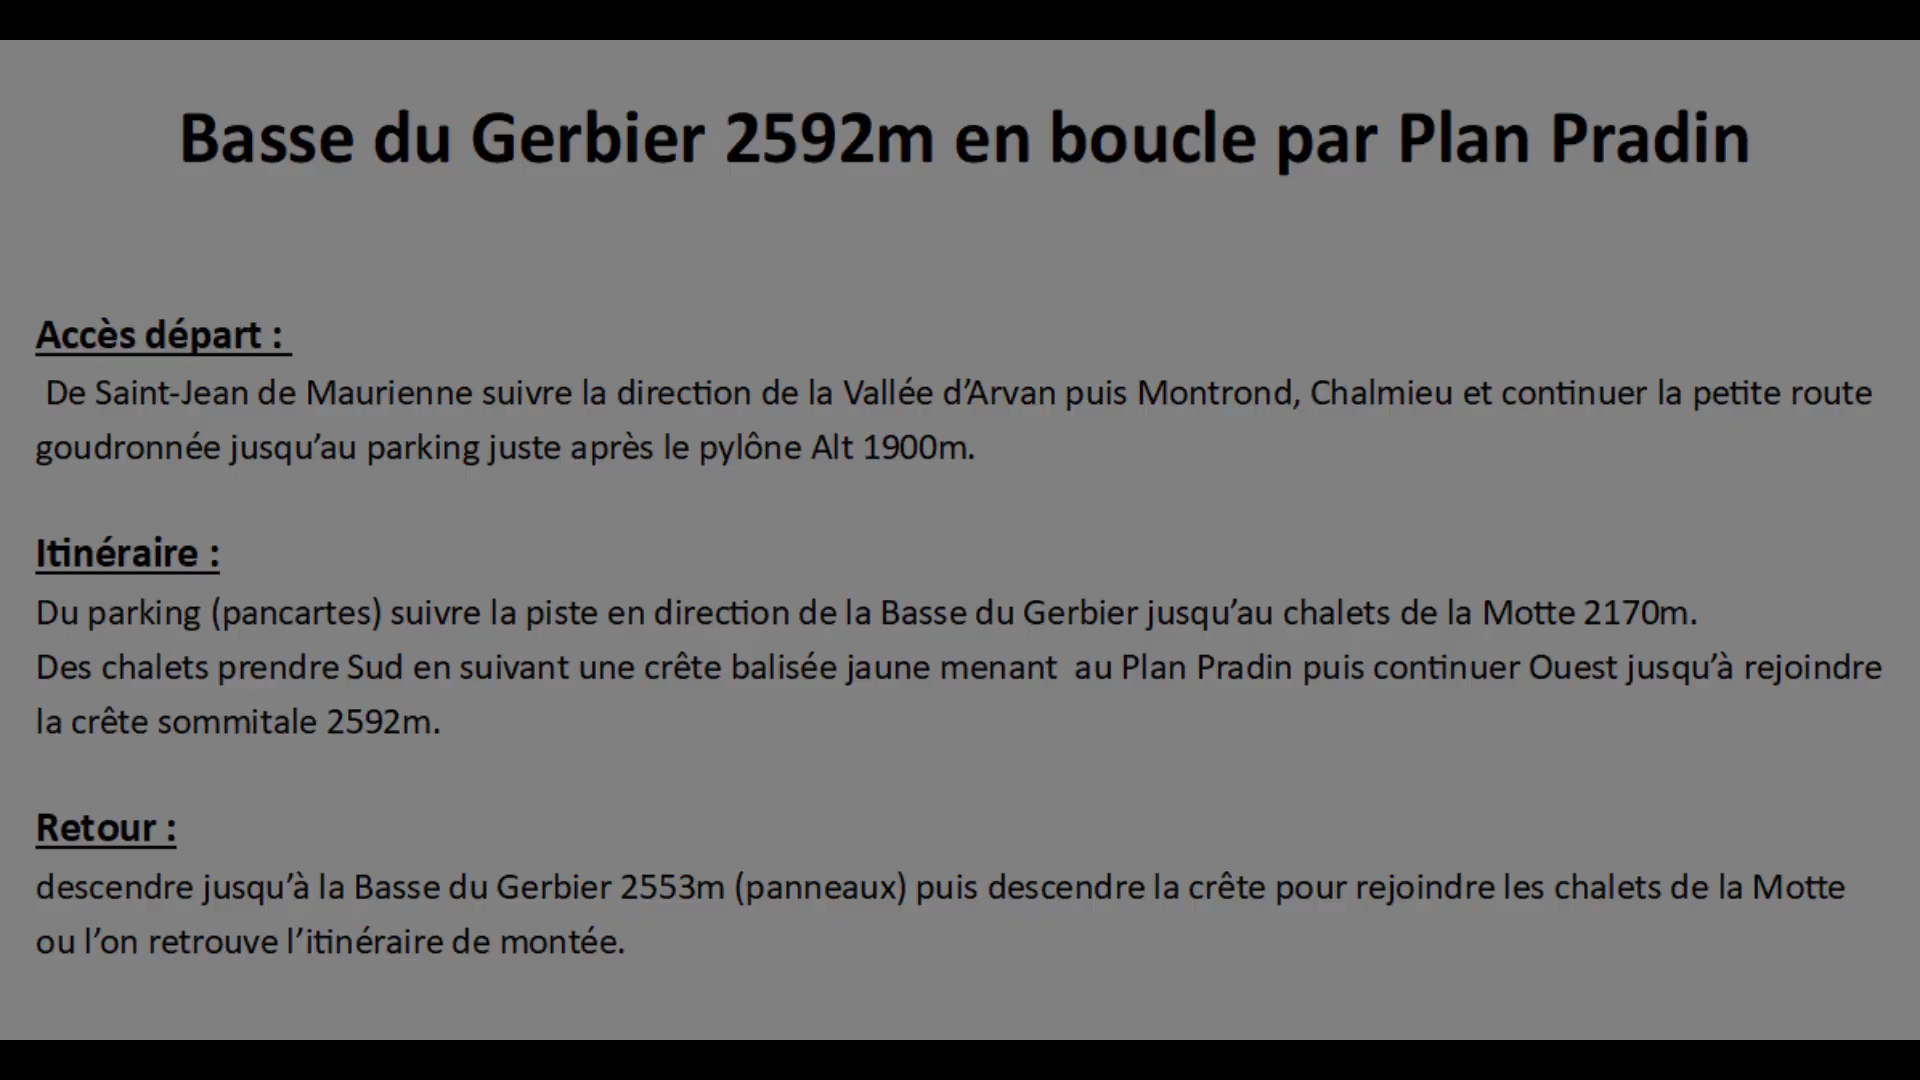 Basse du Gerbier 2592m en boucle par Plan Pradin
Accès départ :
De Saint-Jean de Maurienne suivre la direction de la Vallée d’Arvan puis Montrond, Chalmieu et continuer la petite route
goudronnée jusqu’au parking juste après le pylône Alt 1900m.
Itinéraire :
Du parking (pancartes) suivre la piste en direction de la Basse du Gerbier jusqu’au chalets de la Motte 2170m.
Des chalets prendre Sud en suivant une crête balisée jaune menant  au Plan Pradin puis continuer Ouest jusqu’à rejoindre
la crête sommitale 2592m.
Retour :
descendre jusqu’à la Basse du Gerbier 2553m (panneaux) puis descendre la crête pour rejoindre les chalets de la Motte
ou l’on retrouve l’itinéraire de montée.